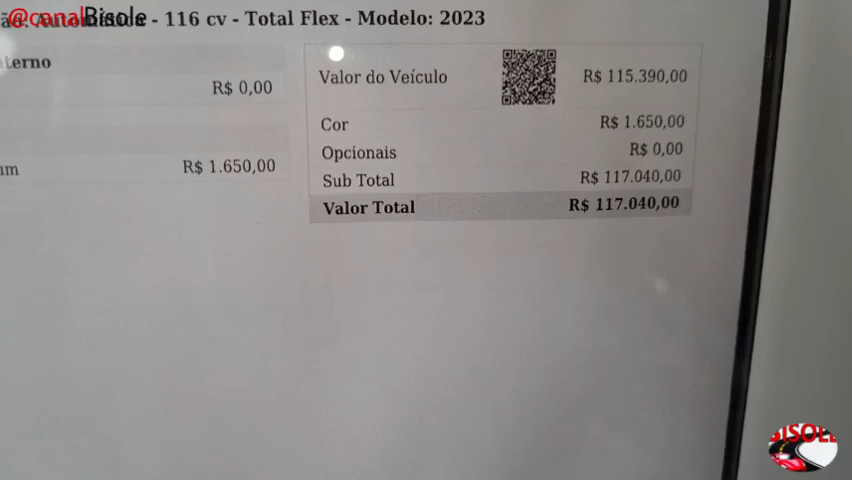 @canalBisole
- 116 cv - Total Flex - Modelo: 2023
terno
R$ 0,00
Valor do Veículo R$ 115.390,00
Cor R$ 1.650,00
Opcionais R$ 0,00
um R$ 1.650,00
Sub Total R$ 117.040,00
Valor Total R$ 117.040,00
BISOLE